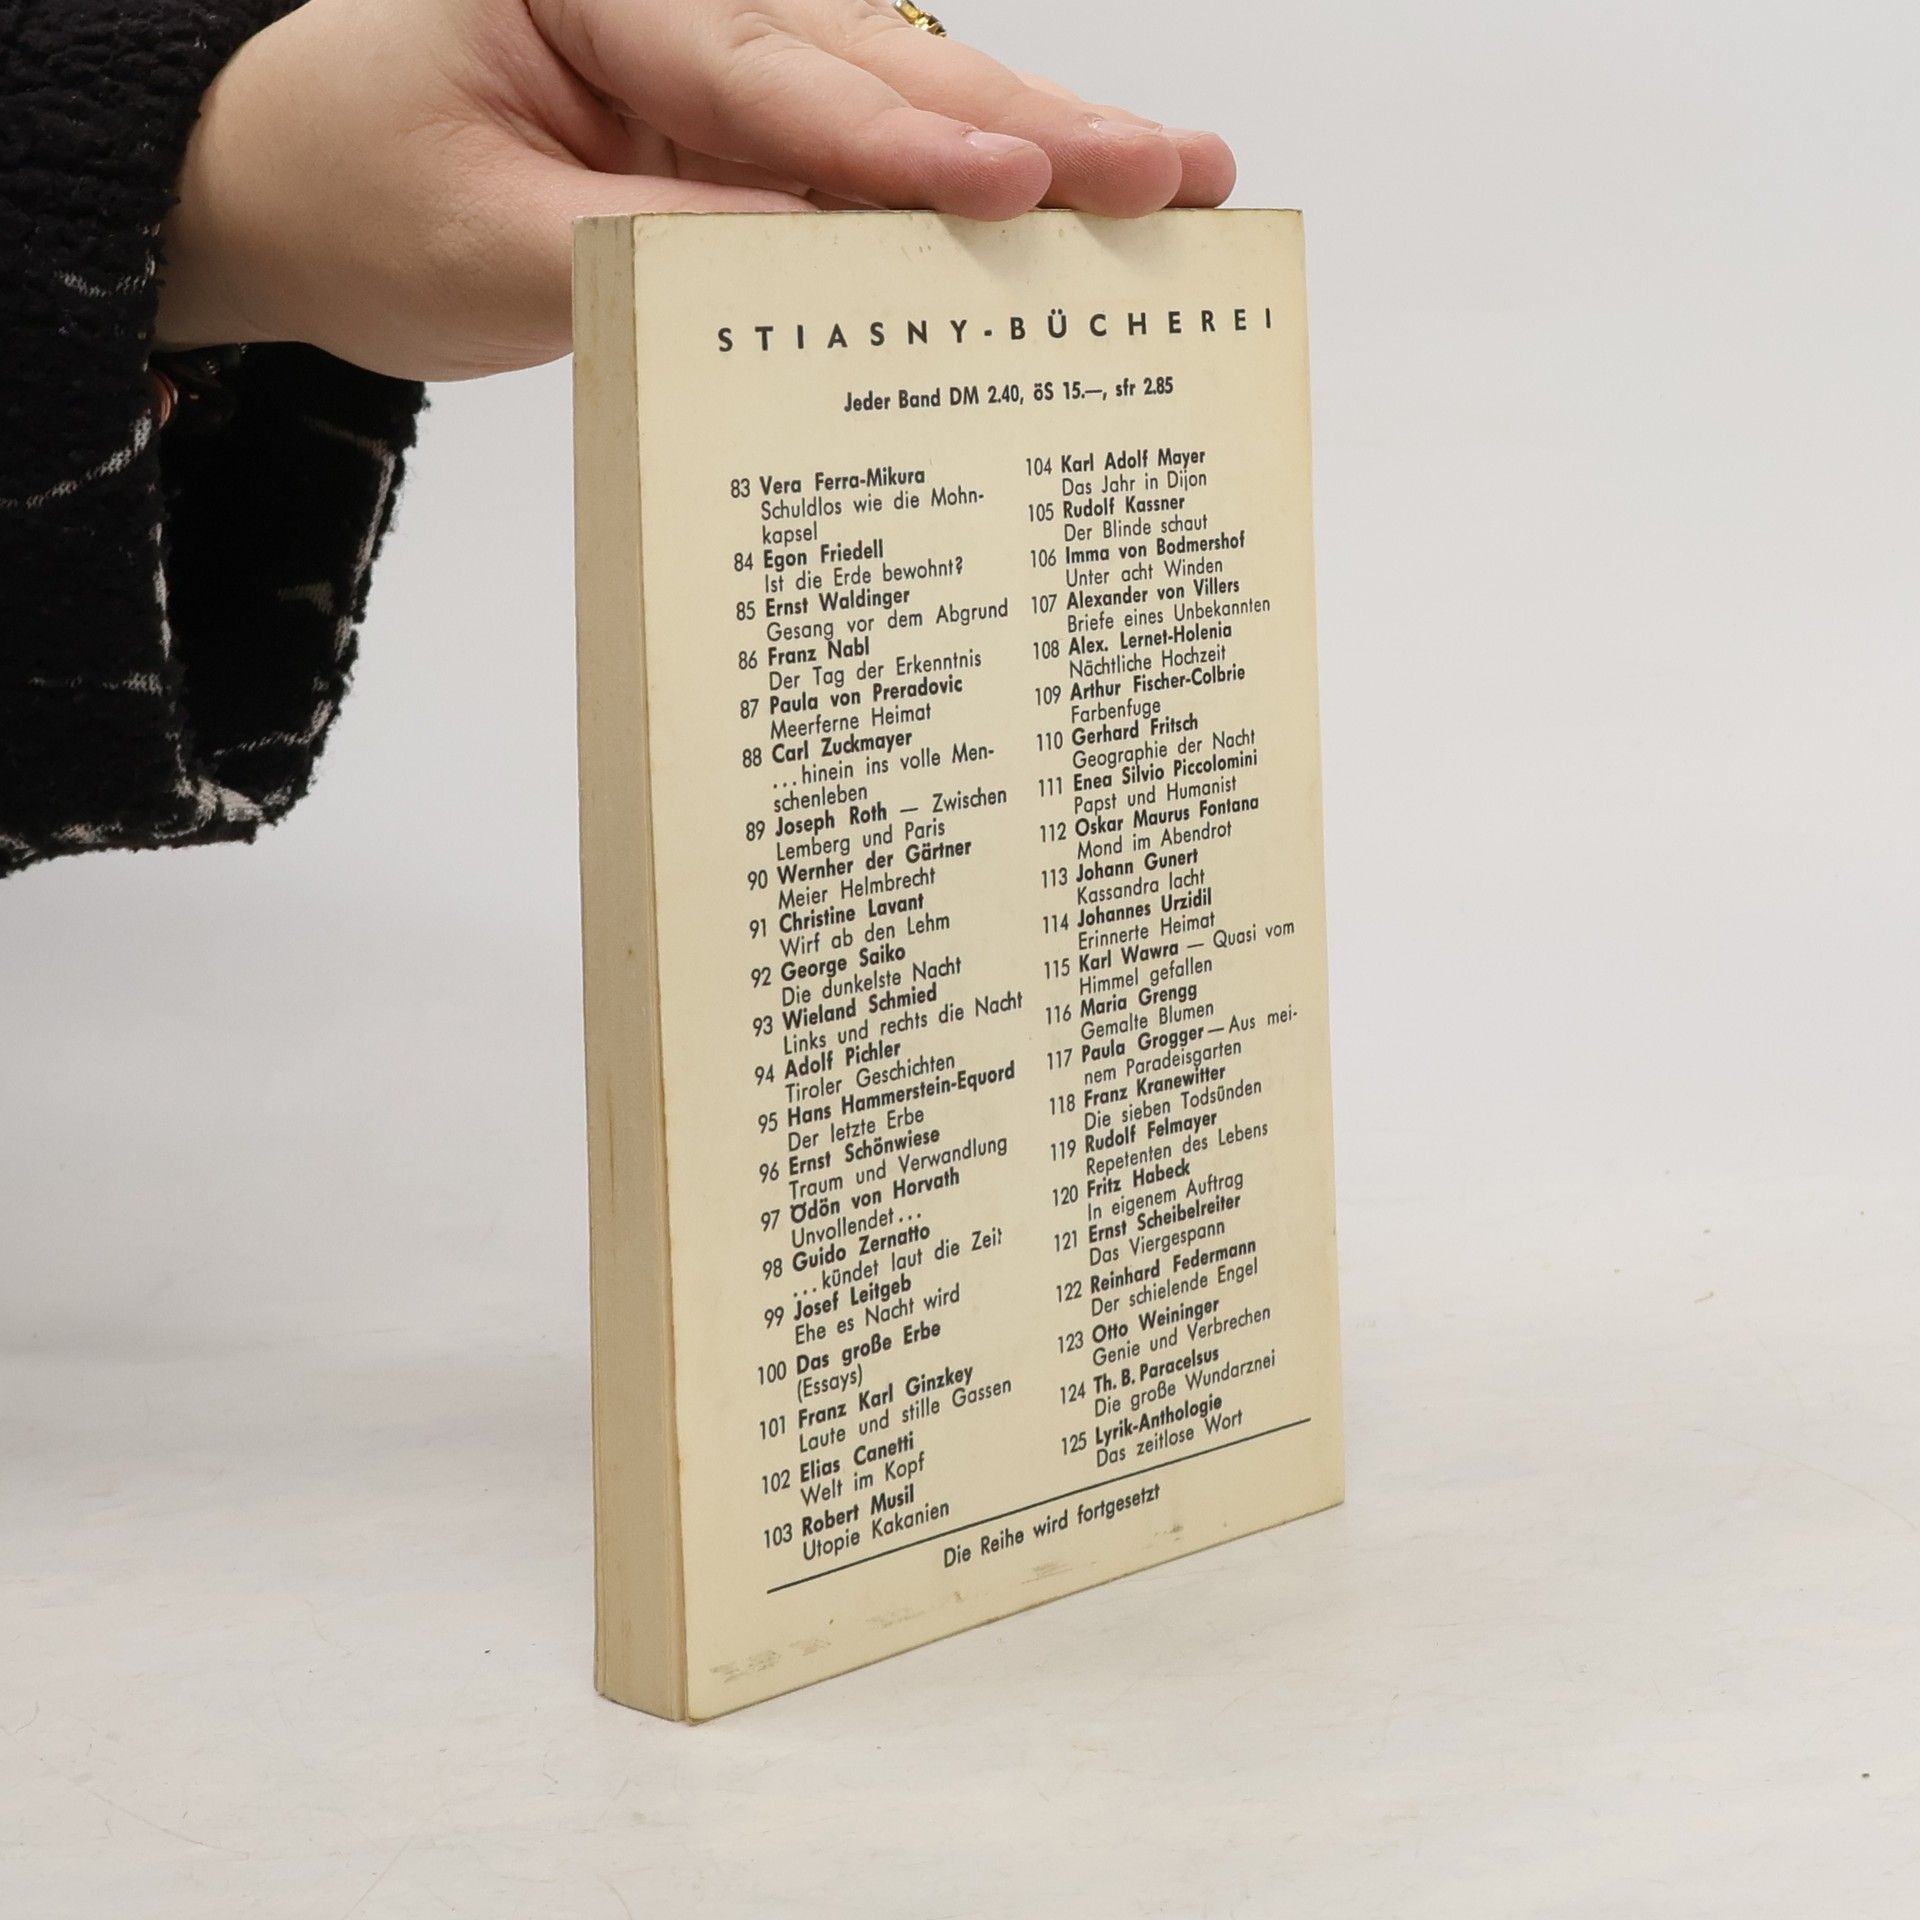 STIASNY-BÜCHEREI
Jeder Band DM 2.40, öS 15.—, sfr 2.85
83 Vera Ferra-Mikura
Schuldlos wie die Mohn-
kapsel
84 Egon Friedell
Ist die Erde bewohnt?
85 Ernst Waldinger
Gesang vor dem Abgrund
86 Franz Nabl
Der Tag der Erkenntnis
87 Paula von Preradovic
Meerferne Heimat
88 Carl Zuckmayer
...hinein ins volle Men-
schenleben
89 Joseph Roth — Zwischen
Lemberg und Paris
90 Wernher der Gärtner
Meier Helmbrecht
91 Christine Lavant
Wirf ab den Lehm
92 George Saiko
Die dunkelste Nacht
93 Wieland Schmied
Links und rechts die Nacht
94 Adolf Pichler
Tiroler Geschichten
95 Hans Hammerstein-Equord
Der letzte Erbe
96 Ernst Schönwiese
Traum und Verwandlung
97 Ödön von Horvath
Unvollendet...
98 Guido Zernatto
...kündet laut die Zeit
99 Josef Leitgeb
Ehe es Nacht wird
100 Das große Erbe
(Essays)
101 Franz Karl Ginzkey
Laute und stille Gassen
102 Elias Canetti
Welt im Kopf
103 Robert Musil
Utopie Kakanien
104 Karl Adolf Mayer
Das Jahr in Dijon
105 Rudolf Kassner
Der Blinde schaut
106 Imma von Bodmershof
Unter acht Winden
107 Alexander von Villers
Briefe eines Unbekannten
108 Alex. Lernet-Holenia
Nächtliche Hochzeit
109 Arthur Fischer-Colbrie
Farbenfuge
110 Gerhard Fritsch
Geographie der Nacht
111 Enea Silvio Piccolomini
Papst und Humanist
112 Oskar Maurus Fontana
Mond im Abendrot
113 Johann Gunert
Kassandra lacht
114 Johannes Urzidil
Erinnerte Heimat
115 Karl Wawra — Quasi vom
Himmel gefallen
116 Maria Grengg
Gemalte Blumen
117 Paula Grogger — Aus mei-
nem Paradeisgarten
118 Franz Kranewitter
Die sieben Todsünden
119 Rudolf Felmayer
Repetenten des Lebens
120 Fritz Habeck
In eigenem Auftrag
121 Ernst Scheibelreiter
Das Viergespann
122 Reinhard Federmann
Der schielende Engel
123 Otto Weininger
Genie und Verbrechen
124 Th. B. Paracelsus
Die große Wundarznei
125 Lyrik-Anthologie
Das zeitlose Wort
Die Reihe wird fortgesetzt